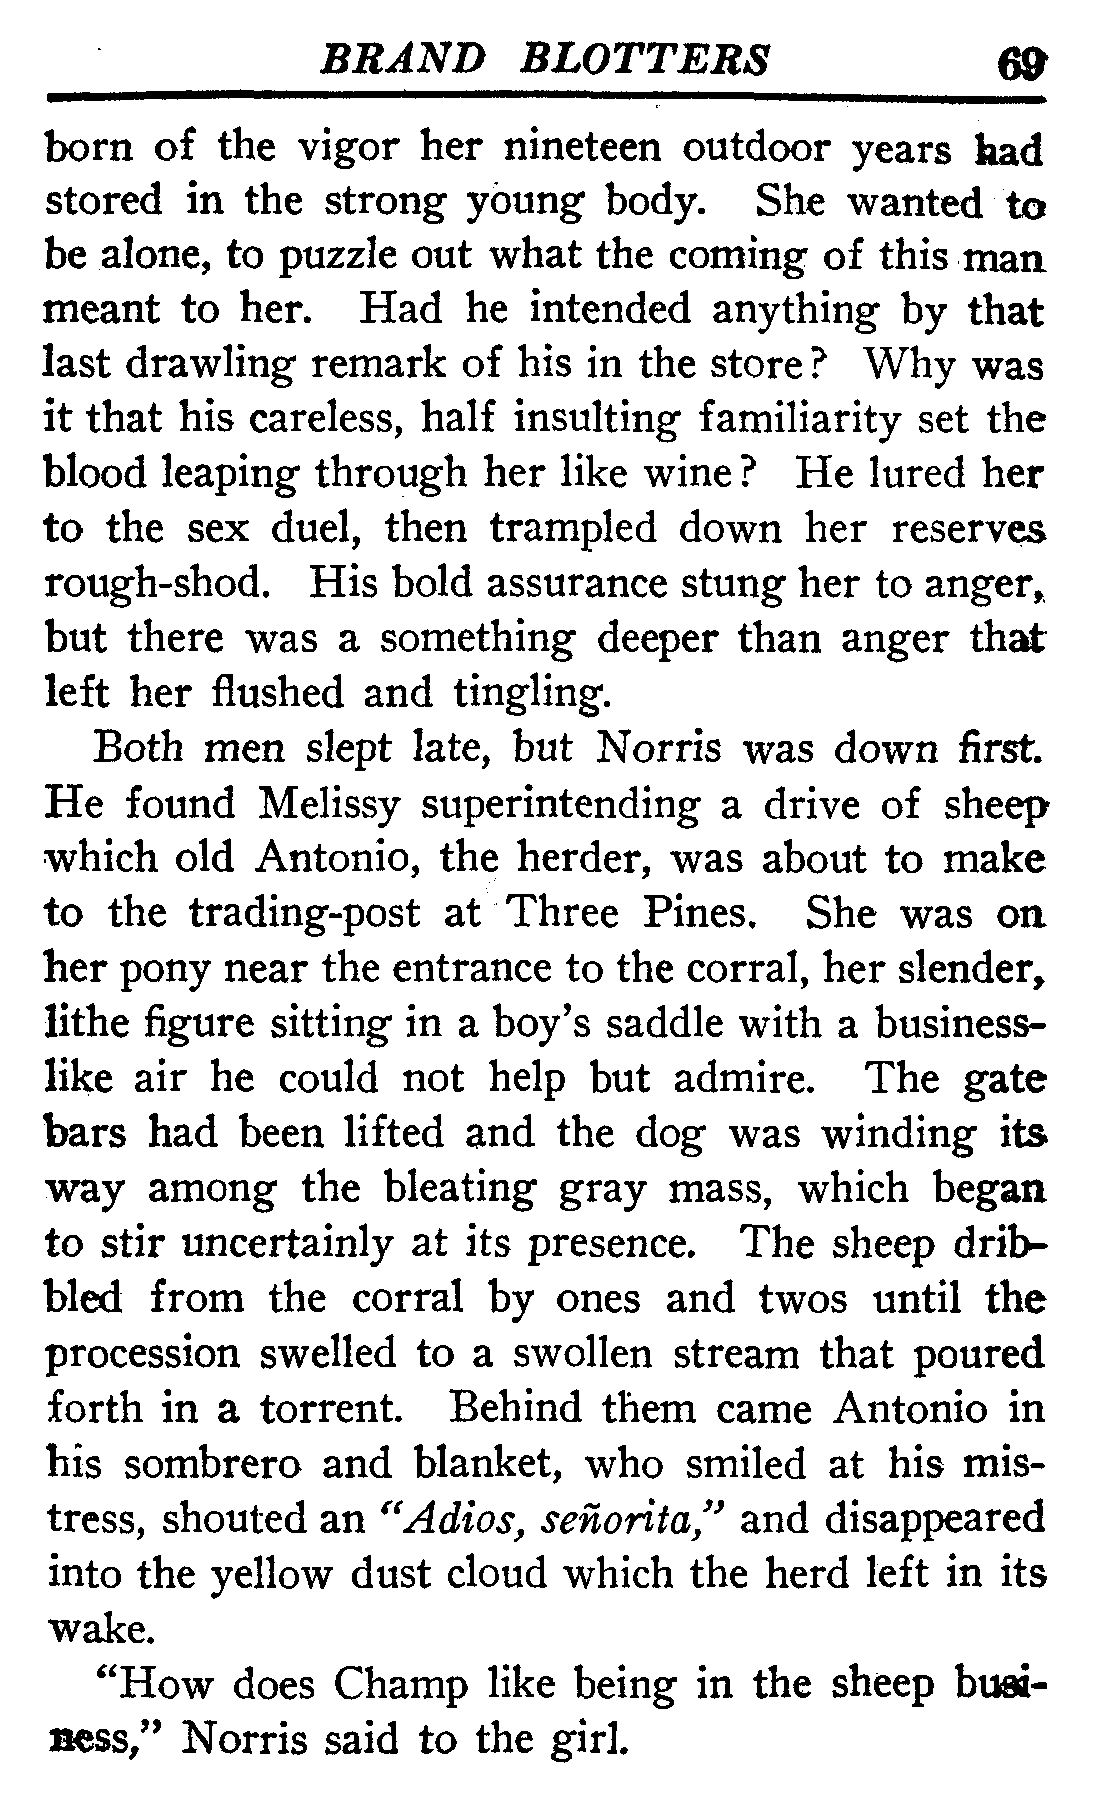 BRAND BLOTTERS 69
born of the vigor her nineteen outdoor years had
stored in the strong young body. She wanted to
be alone, to puzzle out what the coming of this man
meant to her. Had he intended anything by that
last drawling remark of his in the store? Why was
it that his careless, half insulting familiarity set the
blood leaping through her like wine? He lured her
to the sex duel, then trampled down her reserves
rough-shod. His bold assurance stung her to anger,
but there was a something deeper than anger that
left her flushed and tingling.
Both men slept late, but Norris was down first.
He found Melissy superintending a drive of sheep
which old Antonio, the herder, was about to make
to the trading-post at Three Pines. She was on
her pony near the entrance to the corral, her slender,
lithe figure sitting in a boy's saddle with a business-
like air he could not help but admire. The gate
bars had been lifted and the dog was winding its
way among the bleating gray mass, which began
to stir uncertainly at its presence. The sheep drib-
bled from the corral by ones and twos until the
procession swelled to a swollen stream that poured
forth in a torrent. Behind them came Antonio in
his sombrero and blanket, who smiled at his mis-
tress, shouted an "Adios, señorita," and disappeared
into the yellow dust cloud which the herd left in its
wake.
"How does Champ like being in the sheep busi-
ness," Norris said to the girl.